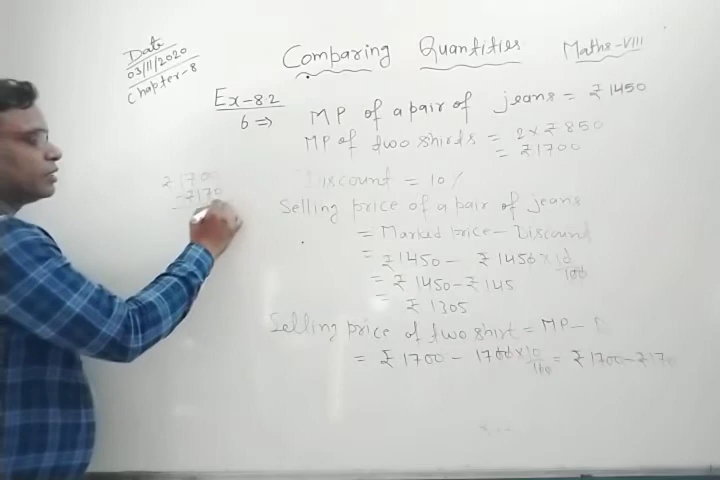 Date
03/11/2020
Chapter-8
Comparing Quantities Maths-VIII
Ex-8.2
6 ⇒ MP of a pair of jeans = ₹1450
MP of two shirts = 2×₹850
= ₹1700
Discount = 10%
Selling price of a pair of jeans
= Marked price - Discount
= ₹1450 - ₹1450×10/100
= ₹1450-₹145
= ₹1305
Selling price of two shirt = MP-
= ₹1700 - 1700×10/100 = ₹1700-₹170
₹1700
-₹170